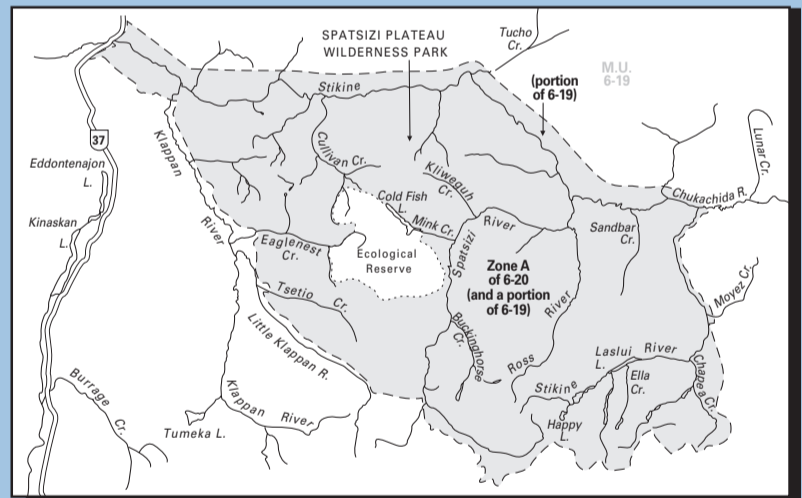 SPATSIZI PLATEAU
WILDERNESS PARK
Tucho
Cr.
M.U.
6-19
(portion
of 6-19)
Stikine
37
Klappan
River
Eddontenajon
L.
Kinaskan
L.
Cullivan Cr.
Kliweguh
Cr.
Lunar Cr.
Chukachida R.
Cold Fish
L.
Mink Cr.
River
Spatsizi
Sandbar
Cr.
Eaglenest
Cr.
Ecological
Reserve
Zone A
of 6-20
(and a portion
of 6-19)
Moyez Cr.
Tsetio Cr.
Little Klappan R.
Buckinghorse
Cr.
Ross
River
Laslui
L.
River
Stikine
Ella
Cr.
Chapea Cr.
Happy
L.
Burrage
Cr.
Klappan
River
Tumeka L.